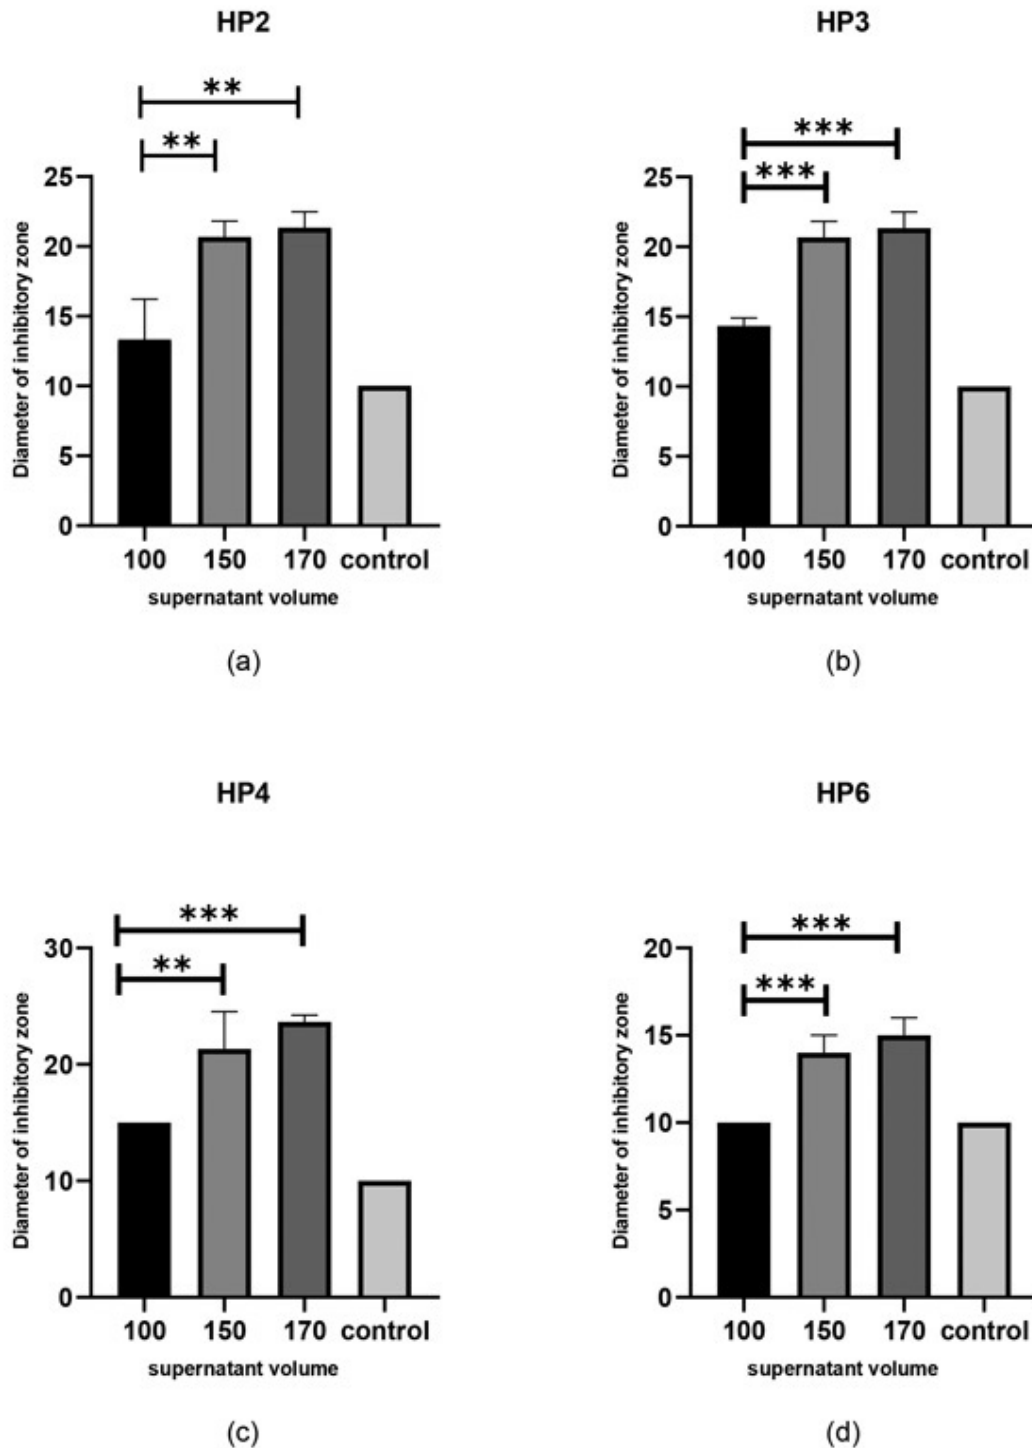 HP2
**
**
Diameter of inhibitory zone
25
20
15
10
5
0
100 150 170 control
supernatant volume
(a)
HP3
***
***
Diameter of inhibitory zone
25
20
15
10
5
0
100 150 170 control
supernatant volume
(b)
HP4
***
**
Diameter of inhibitory zone
30
20
10
0
100 150 170 control
supernatant volume
(c)
HP6
***
***
Diameter of inhibitory zone
20
15
10
5
0
100 150 170 control
supernatant volume
(d)